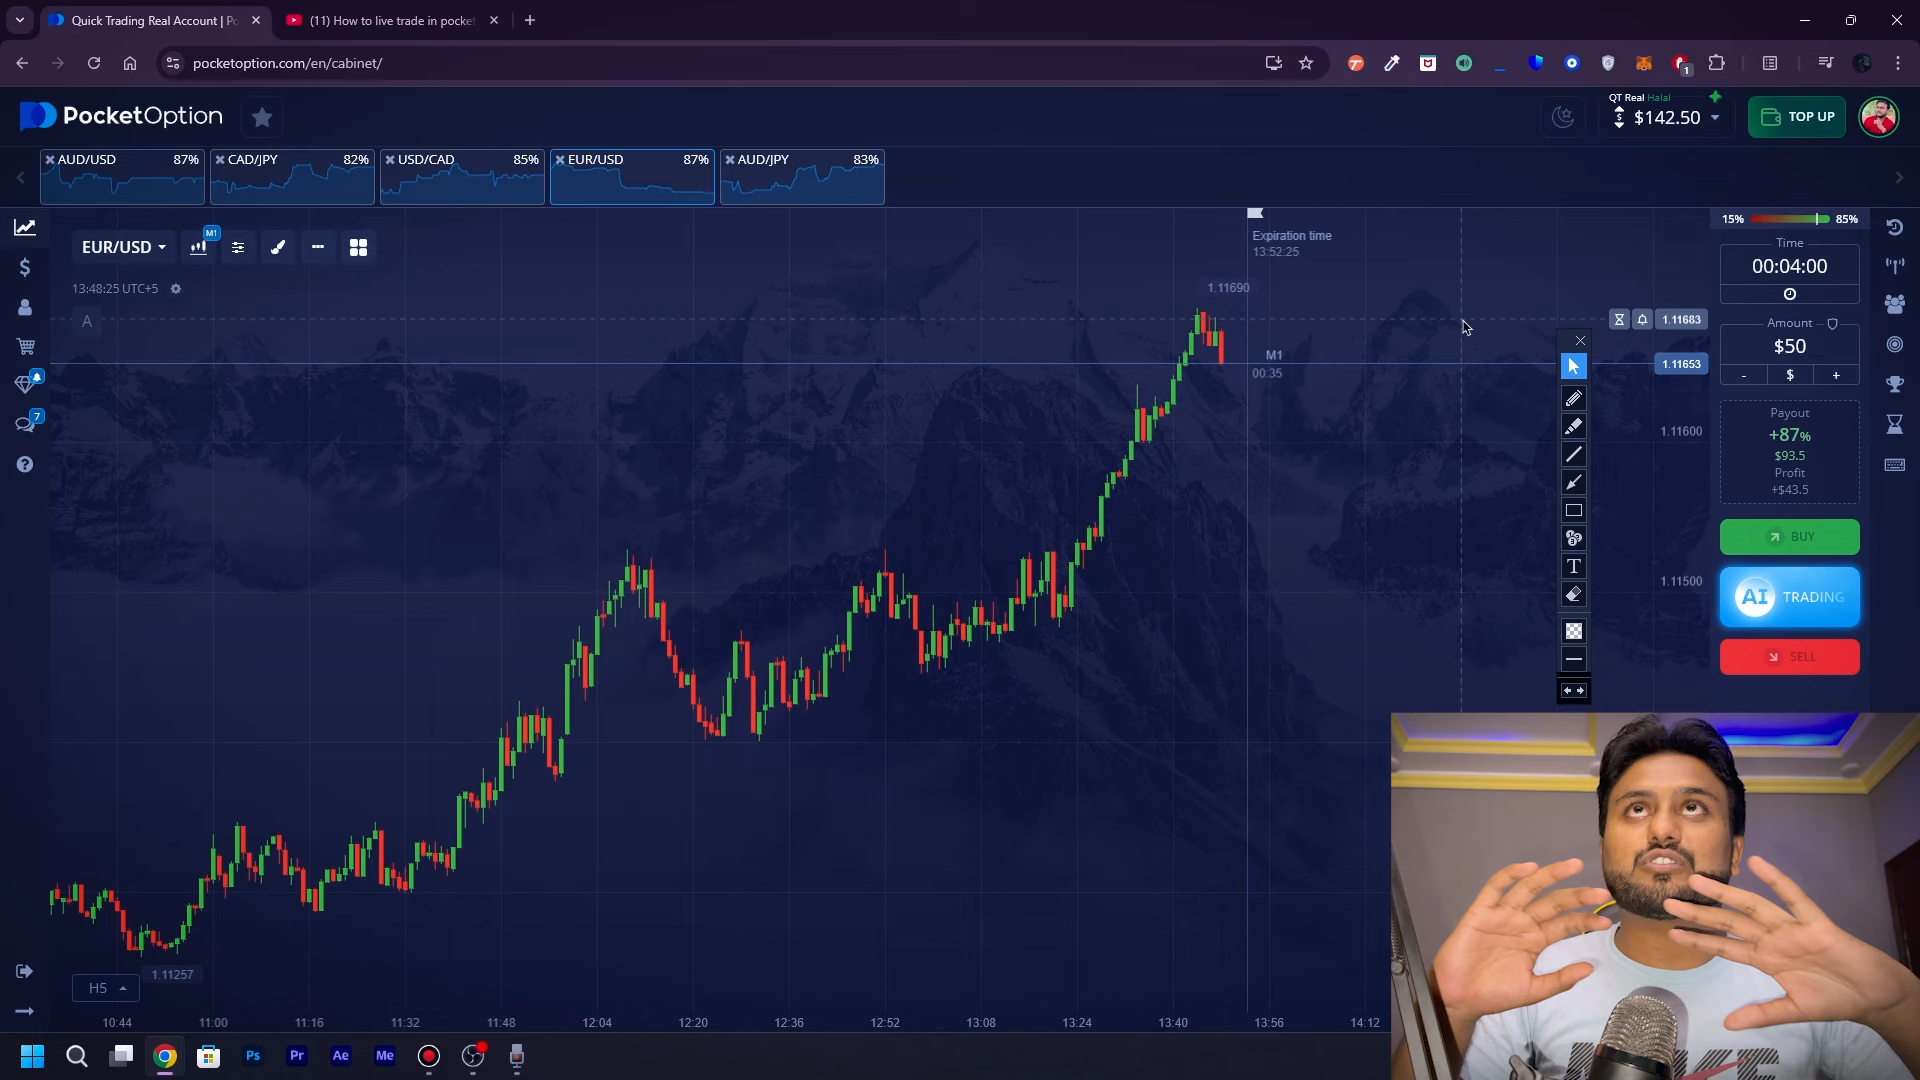 Quick Trading Real Account | Po
(11) How to live trade in pocket
pocketoption.com/en/cabinet/
1
PocketOption
QT Real Halal
$ $142.50
TOP UP
AUD/USD 87%
CAD/JPY 82%
USD/CAD 85%
EUR/USD 87%
AUD/JPY 83%
EUR/USD
M1
13:48:25 UTC+5
A
Expiration time
13:52:25
1.11690
M1
00:35
1.11683
1.11653
1.11600
1.11500
1.11257
H5
10:44 11:00 11:16 11:32 11:48 12:04 12:20 12:36 12:52 13:08 13:24 13:40 13:56 14:12
7
T
15% 85%
Time
00:04:00
Amount
$50
- $ +
Payout
+87%
$93.5
Profit
+$43.5
BUY
AI TRADING
SELL
Ps Pr Ae Me